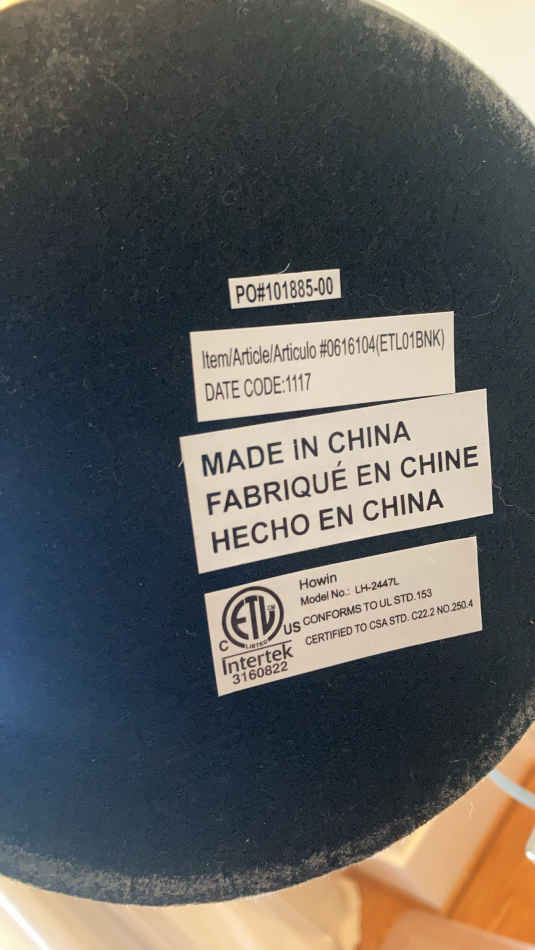 PO#101885-00
Item/Article/Articulo #0616104(ETL01BNK)
DATE CODE:1117
MADE IN CHINA
FABRIQUÉ EN CHINE
HECHO EN CHINA
Howin
Model No.: LH-2447L
CONFORMS TO UL STD.153
CERTIFIED TO CSA STD. C22.2 NO.250.4
ETL CM
LISTED
C US
Intertek
3160822